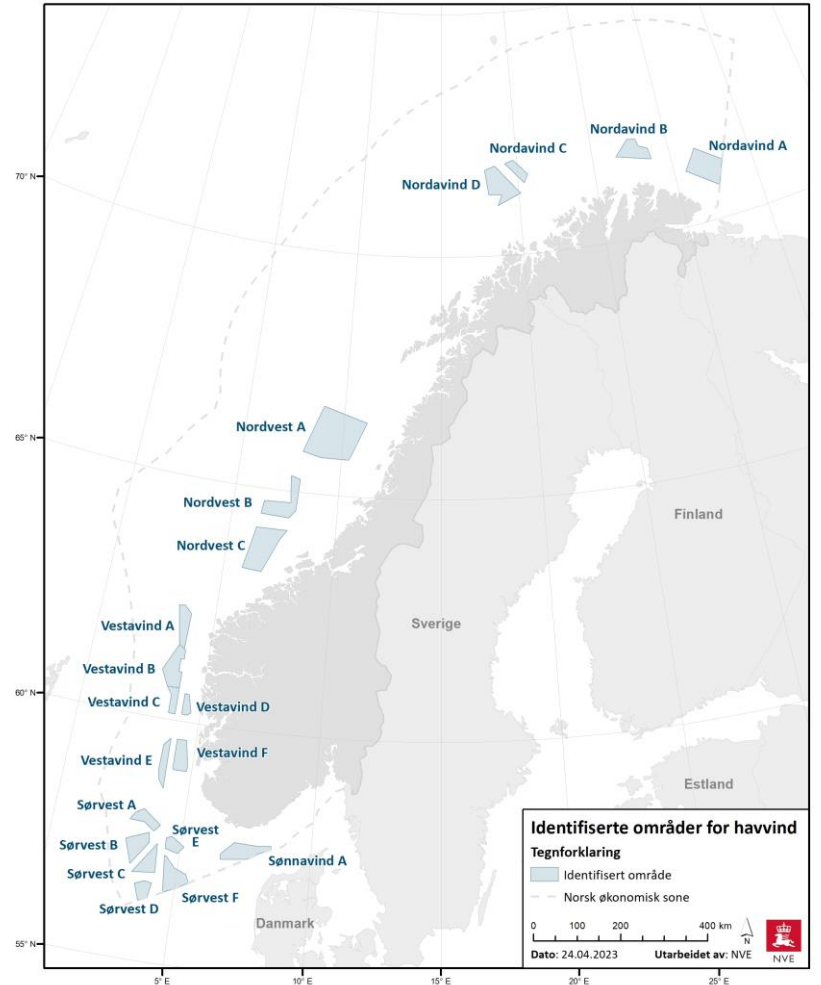 Nordavind B
Nordavind C
Nordavind A
Nordavind D
70° N
Nordvest A
65° N
Nordvest B
Nordvest C
Finland
Sverige
Vestavind A
Vestavind B
60° N
Vestavind C
Vestavind D
Vestavind E
Vestavind F
Estland
Sørvest A
Sørvest
E
Sørvest B
Sønnavind A
Sørvest C
Sørvest F
Sørvest D
Danmark
55° N
Identifiserte områder for havvind
Tegnforklaring
Identifisert område
Norsk økonomisk sone
0 100 200 400 km
N
Dato: 24.04.2023 Utarbeidet av: NVE
NVE
5° E 10° E 15° E 20° E 25° E